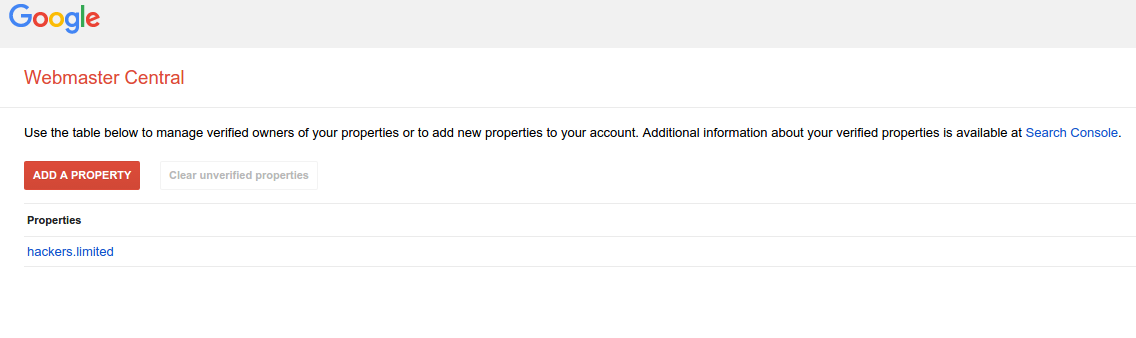 Google
Webmaster Central
Use the table below to manage verified owners of your properties or to add new properties to your account. Additional information about your verified properties is available at Search Console.
ADD A PROPERTY
Clear unverified properties
Properties
hackers.limited